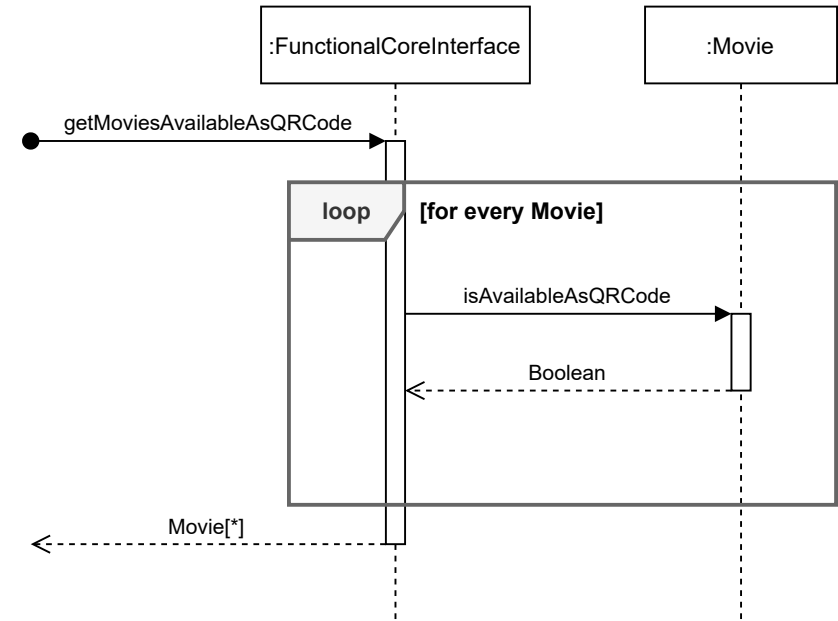 :FunctionalCoreInterface
:Movie
getMoviesAvailableAsQRCode
loop
[for every Movie]
isAvailableAsQRCode
Boolean
Movie[*]